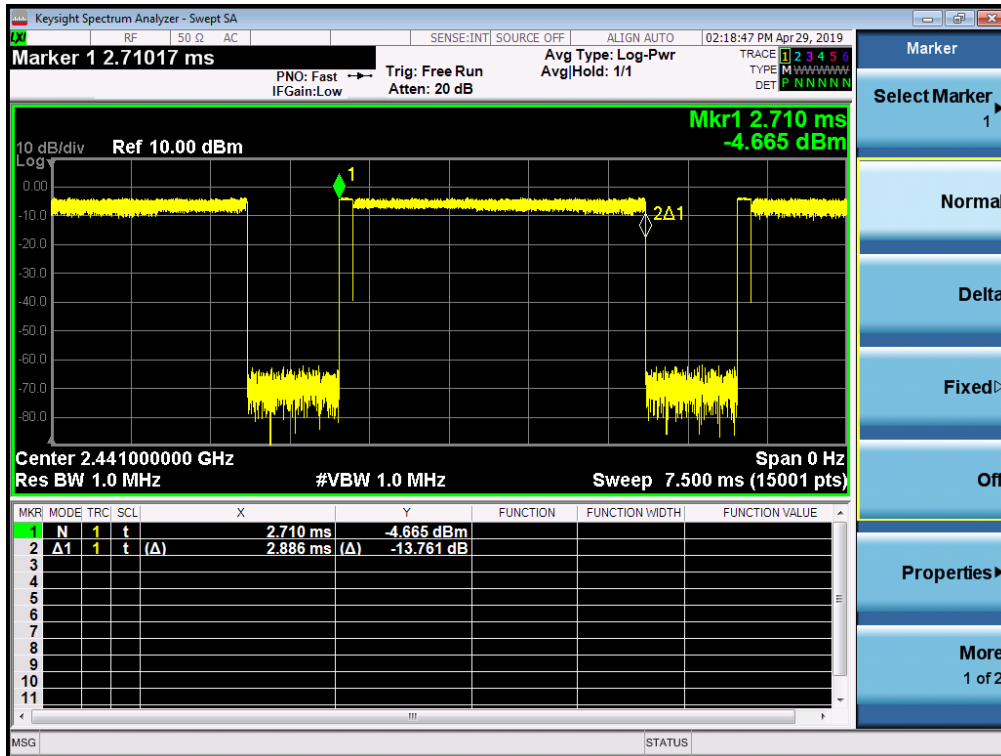 Keysight Spectrum Analyzer - Swept SA
LXI RF 50 Ω AC SENSE:INT SOURCE OFF ALIGN AUTO 02:18:47 PM Apr 29, 2019
Marker 1 2.71017 ms
PNO: Fast
IFGain:Low
Trig: Free Run
Atten: 20 dB
Avg Type: Log-Pwr
Avg|Hold: 1/1
TRACE 1 2 3 4 5 6
TYPE M WWWWW
DET P N N N N N
Mkr1 2.710 ms
-4.665 dBm
10 dB/div Ref 10.00 dBm
Log
0.00
-10.0
-20.0
-30.0
-40.0
-50.0
-60.0
-70.0
-80.0
1
2Δ1
Center 2.441000000 GHz Span 0 Hz
Res BW 1.0 MHz #VBW 1.0 MHz Sweep 7.500 ms (15001 pts)
MKR MODE TRC SCL X Y FUNCTION FUNCTION WIDTH FUNCTION VALUE
1 N 1 t 2.710 ms -4.665 dBm
2 Δ1 1 t (Δ) 2.886 ms (Δ) -13.761 dB
3
4
5
6
7
8
9
10
11
MSG STATUS
Marker
Select Marker
1
Normal
Delta
Fixed
Off
Properties
More
1 of 2